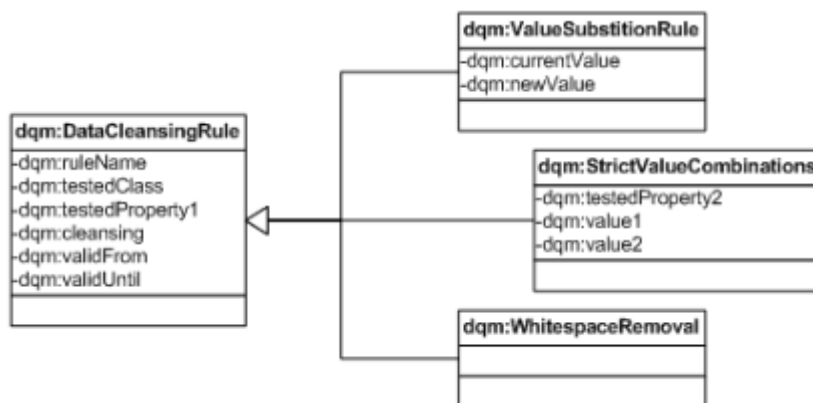 dqm:DataCleansingRule
-dqm:ruleName
-dqm:testedClass
-dqm:testedProperty1
-dqm:cleansing
-dqm:validFrom
-dqm:validUntil
dqm:ValueSubstitionRule
-dqm:currentValue
-dqm:newValue
dqm:StrictValueCombinations
-dqm:testedProperty2
-dqm:value1
-dqm:value2
dqm:WhitespaceRemoval